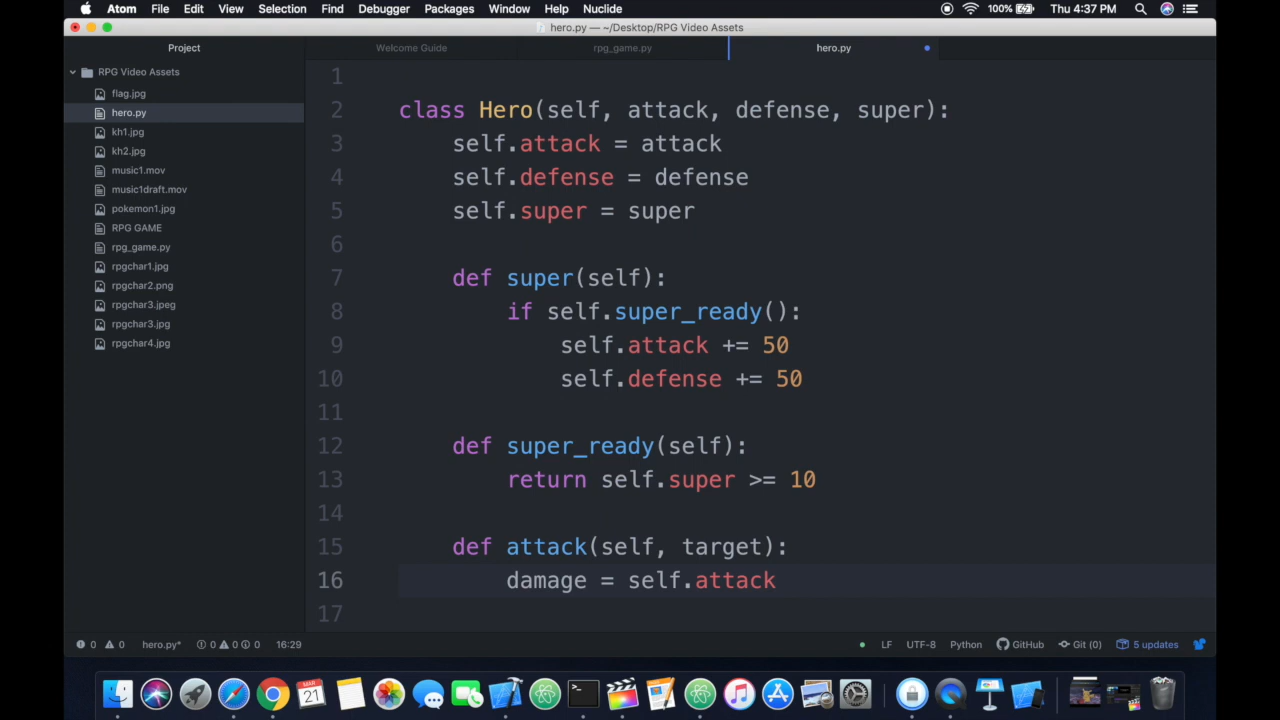 Atom File Edit View Selection Find Debugger Packages Window Help Nuclide 100% Thu 4:37 PM
hero.py — ~/Desktop/RPG Video Assets
Project Welcome Guide rpg_game.py hero.py
RPG Video Assets
flag.jpg
hero.py
kh1.jpg
kh2.jpg
music1.mov
music1draft.mov
pokemon1.jpg
RPG GAME
rpg_game.py
rpgchar1.jpg
rpgchar2.png
rpgchar3.jpeg
rpgchar3.jpg
rpgchar4.jpg
1
2 class Hero(self, attack, defense, super):
3 self.attack = attack
4 self.defense = defense
5 self.super = super
6
7 def super(self):
8 if self.super_ready():
9 self.attack += 50
10 self.defense += 50
11
12 def super_ready(self):
13 return self.super >= 10
14
15 def attack(self, target):
16 damage = self.attack
17
0 0 hero.py* 0 0 0 16:29 LF UTF-8 Python GitHub Git (0) 5 updates
MAR
21